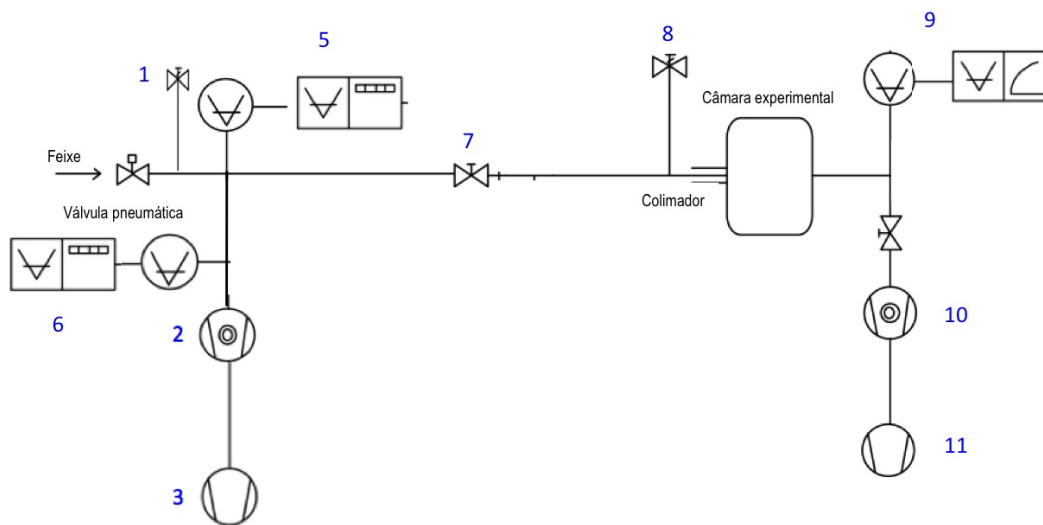 5
8
9
1
Câmara experimental
7
Feixe
Colimador
Válvula pneumática
6
2
10
11
3